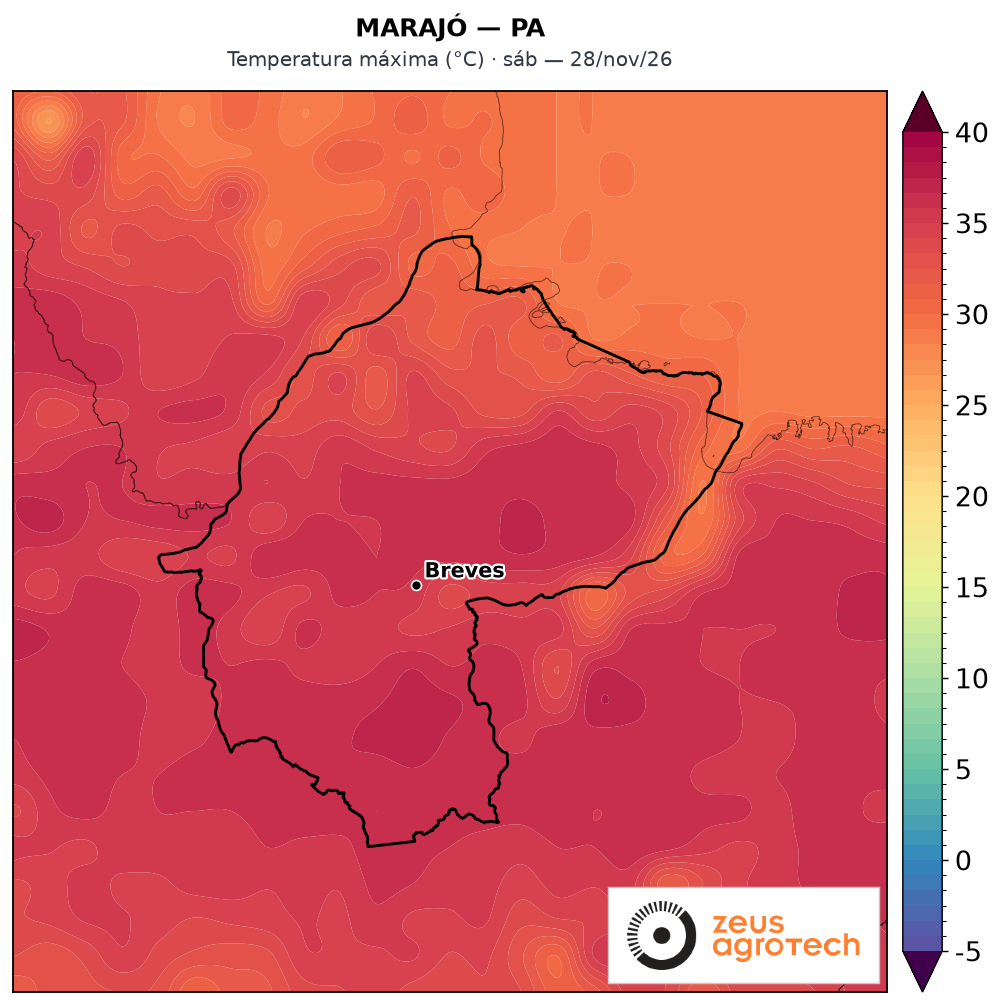 MARAJÓ — PA
Temperatura máxima (°C) · sáb — 28/nov/26
40
35
30
25
20
15
10
5
0
-5
Breves
zeus
agrotech